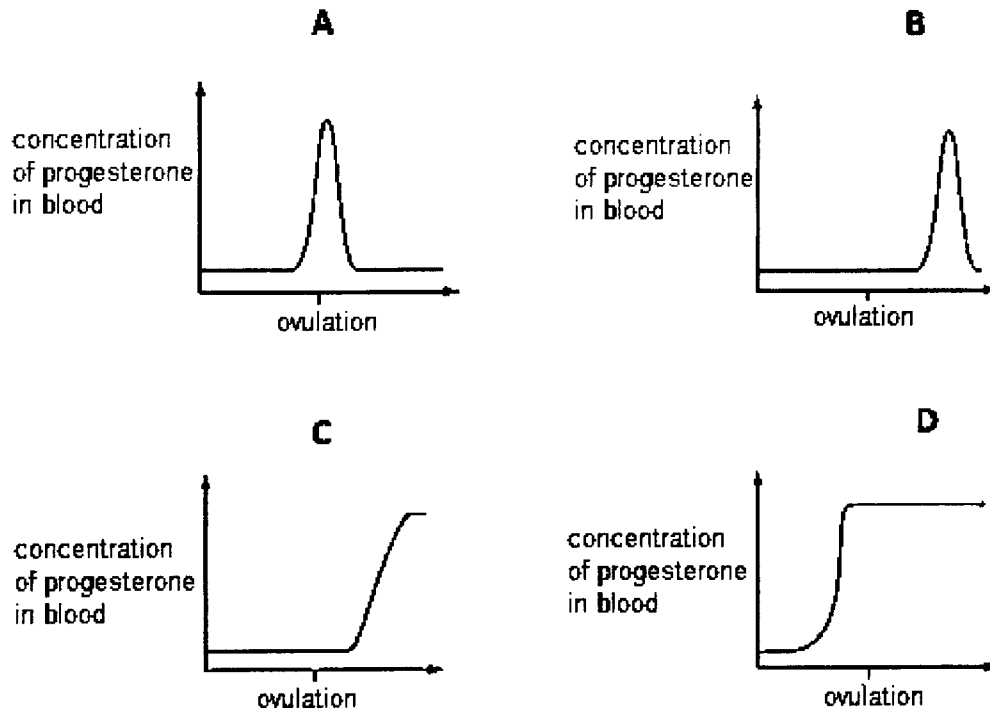 A
concentration
of progesterone
in blood
ovulation
B
concentration
of progesterone
in blood
ovulation
C
concentration
of progesterone
in blood
ovulation
D
concentration
of progesterone
in blood
ovulation